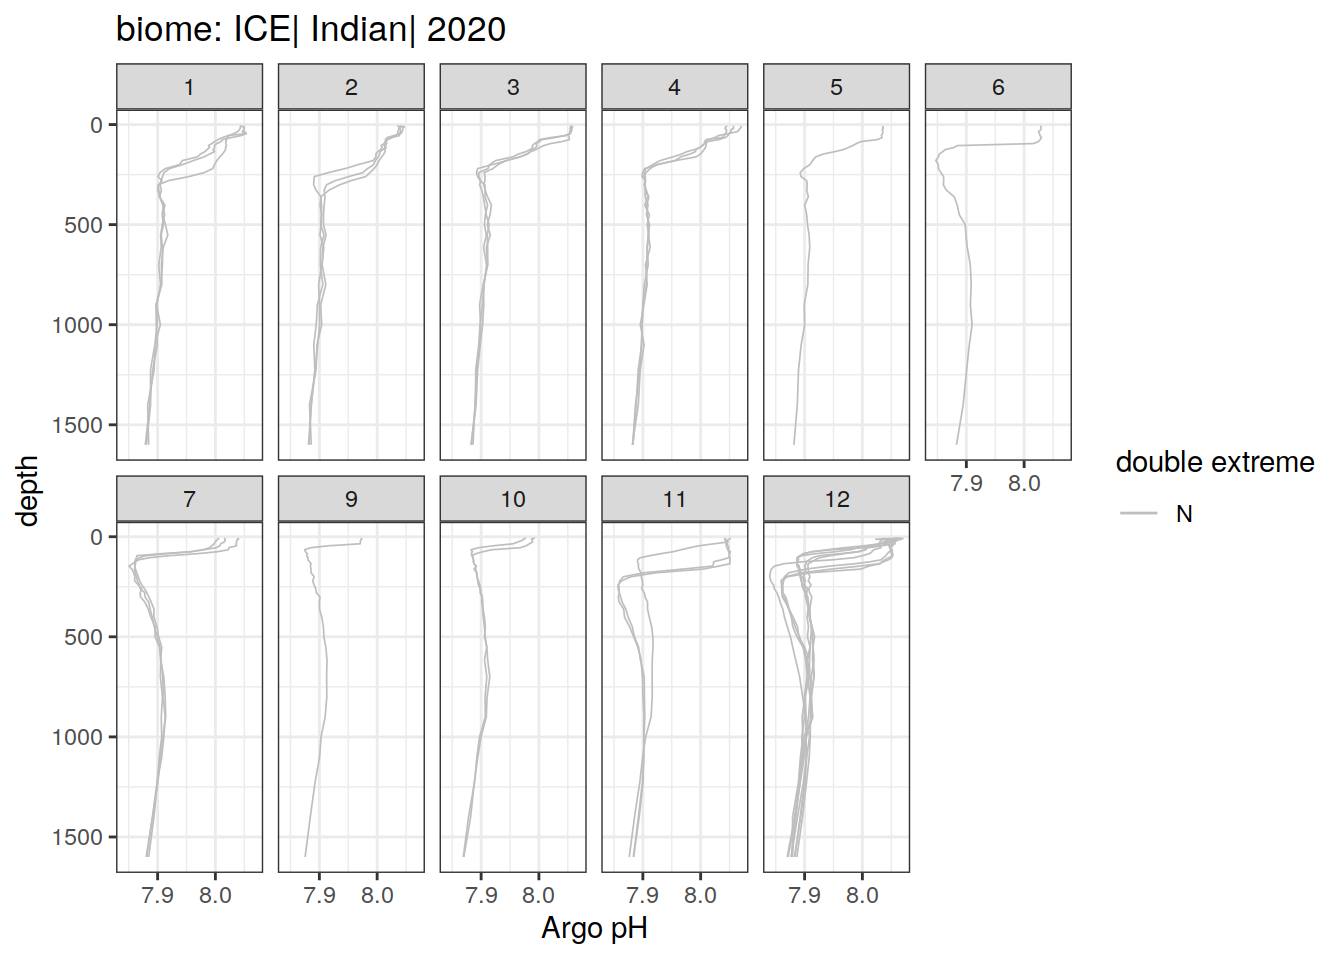 biome: ICE| Indian| 2020
1 2 3 4 5 6
0
500
1000
1500
7.9 8.0
7 9 10 11 12
0
500
1000
1500
7.9 8.0 7.9 8.0 7.9 8.0 7.9 8.0 7.9 8.0
Argo pH
depth
double extreme
N